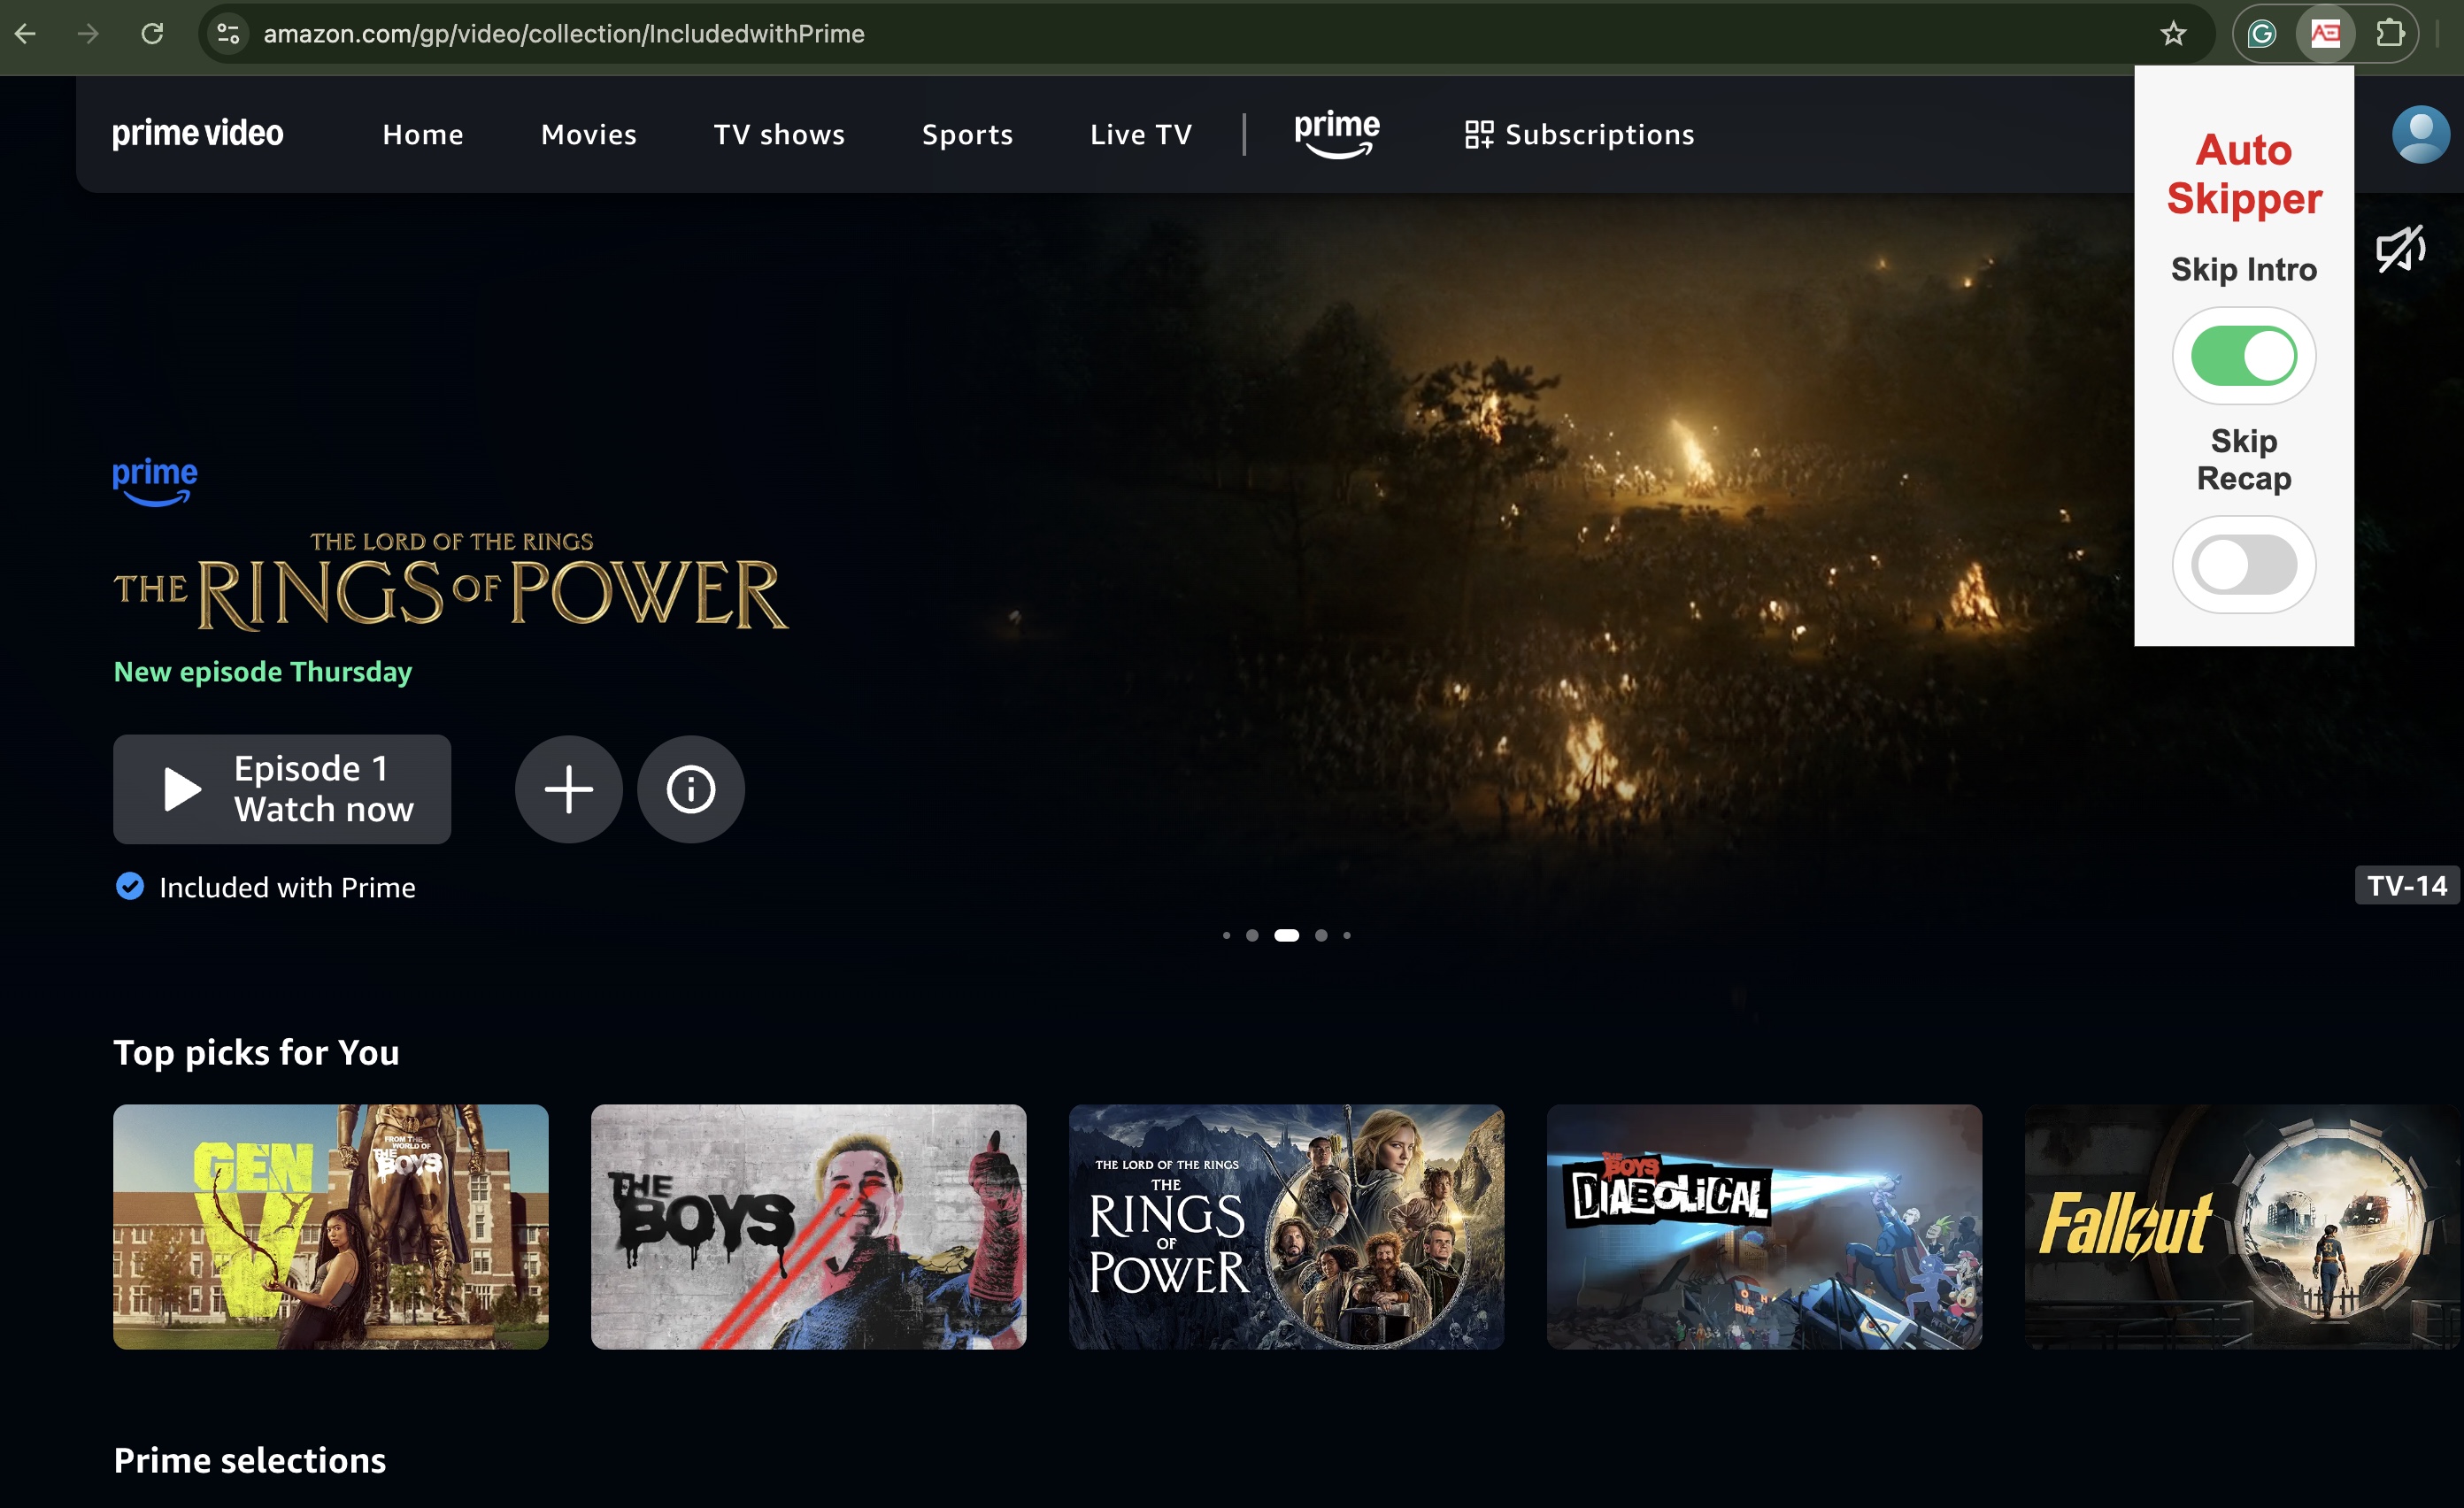 amazon.com/gp/video/collection/IncludedwithPrime
prime video
Home
Movies
TV shows
Sports
Live TV
prime
Subscriptions
Auto
Skipper
Skip Intro
Skip
Recap
prime
THE LORD OF THE RINGS
THE RINGS OF POWER
New episode Thursday
Episode 1
Watch now
Included with Prime
TV-14
Top picks for You
GEN
V
FROM THE
WORLD OF
THE
BOYS
THE
BOYS
THE LORD OF THE RINGS
THE
RINGS
OF
POWER
THE
BOYS
DIABOLICAL
Fallout
Prime selections